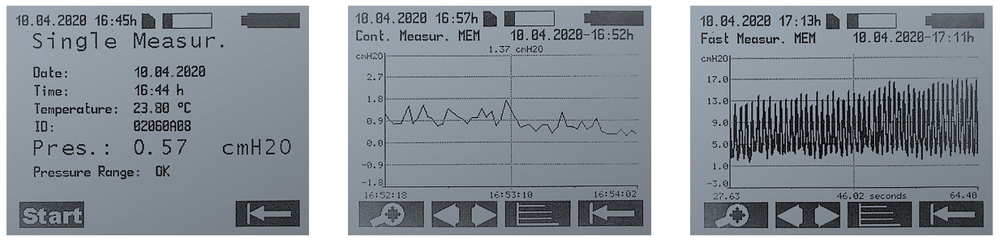 10.04.2020 16:45h
Single Measur.
Date: 10.04.2020
Time: 16:44 h
Temperature: 23.80 °C
ID: 02060A08
Pres.: 0.57 cmH2O
Pressure Range: OK
Start
10.04.2020 16:57h
Cont. Measur. MEM 10.04.2020-16:52h
1.37 cmH2O
cmH2O
2.7
1.8
0.9
0.0
-0.9
-1.8
16:52:18 16:53:10 16:54:02
10.04.2020 17:13h
Fast Measur. MEM 10.04.2020-17:11h
cmH2O
17.0
13.0
9.0
5.0
1.0
-3.0
27.63 46.02 seconds 64.40